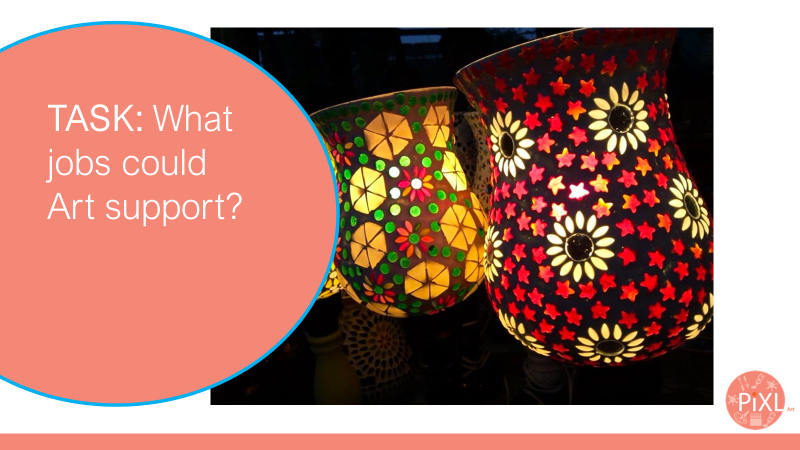 TASK: What
jobs could
Art support?
PiXL
Art